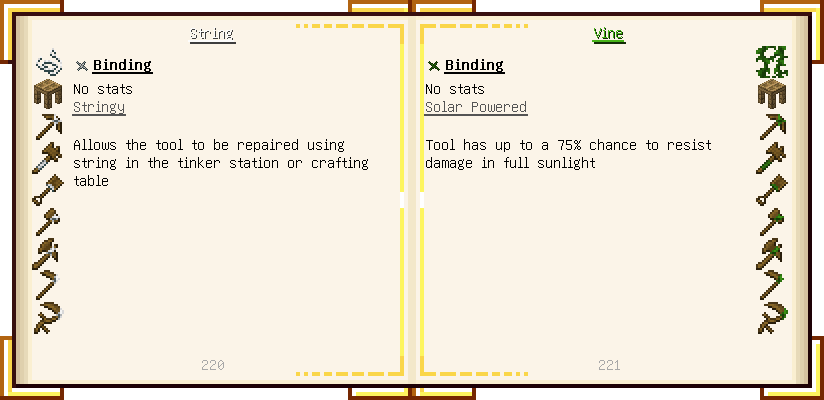 String
Binding
No stats
Stringy
Allows the tool to be repaired using
string in the tinker station or crafting
table
220
Vine
Binding
No stats
Solar Powered
Tool has up to a 75% chance to resist
damage in full sunlight
221